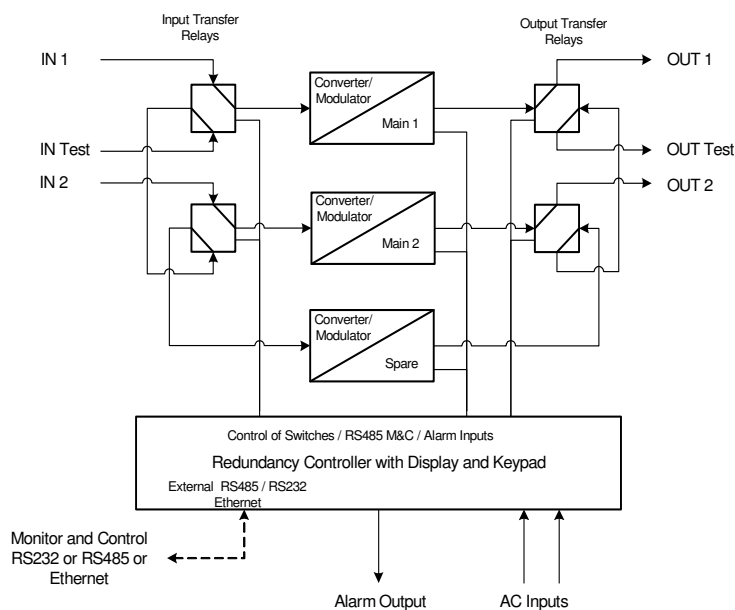 Input Transfer
Relays
Output Transfer
Relays
IN 1
OUT 1
Converter/
Modulator
Main 1
IN Test
OUT Test
IN 2
OUT 2
Converter/
Modulator
Main 2
Converter/
Modulator
Spare
Control of Switches / RS485 M&C / Alarm Inputs
Redundancy Controller with Display and Keypad
External RS485 / RS232
Ethernet
Monitor and Control
RS232 or RS485 or
Ethernet
Alarm Output
AC Inputs